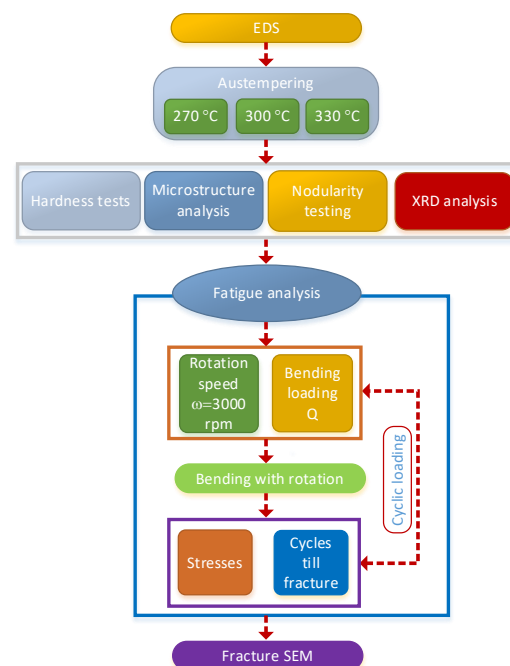 EDS
Austempering
270 °C
300 °C
330 °C
Hardness tests
Microstructure
analysis
Nodularity
testing
XRD analysis
Fatigue analysis
Rotation
speed
ω=3000
rpm
Bending
loading
Q
Cyclic loading
Bending with rotation
Stresses
Cycles
till
fracture
Fracture SEM